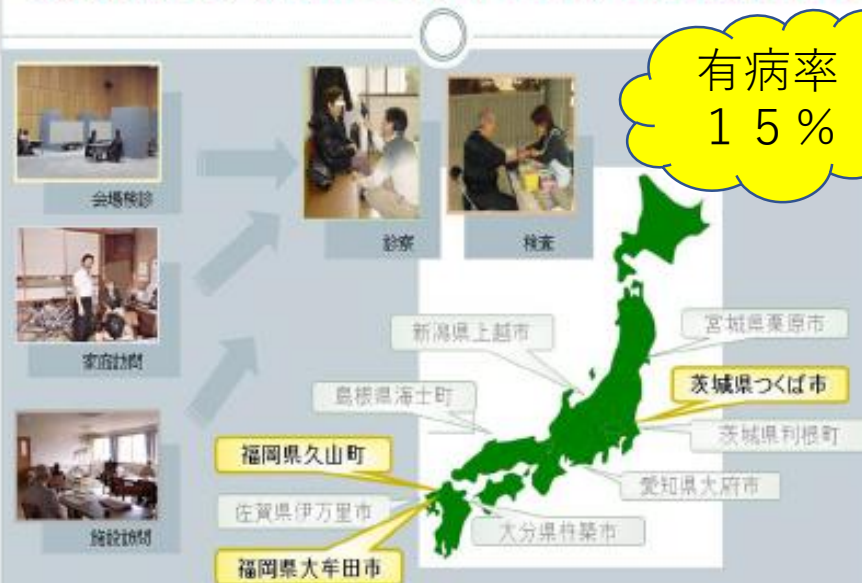 有病率
１５％
会場検診
診察
検査
家庭訪問
施設訪問
新潟県上越市
宮城県栗原市
島根県海士町
茨城県つくば市
茨城県利根町
福岡県久山町
愛知県大府市
佐賀県伊万里市
大分県杵築市
福岡県大牟田市